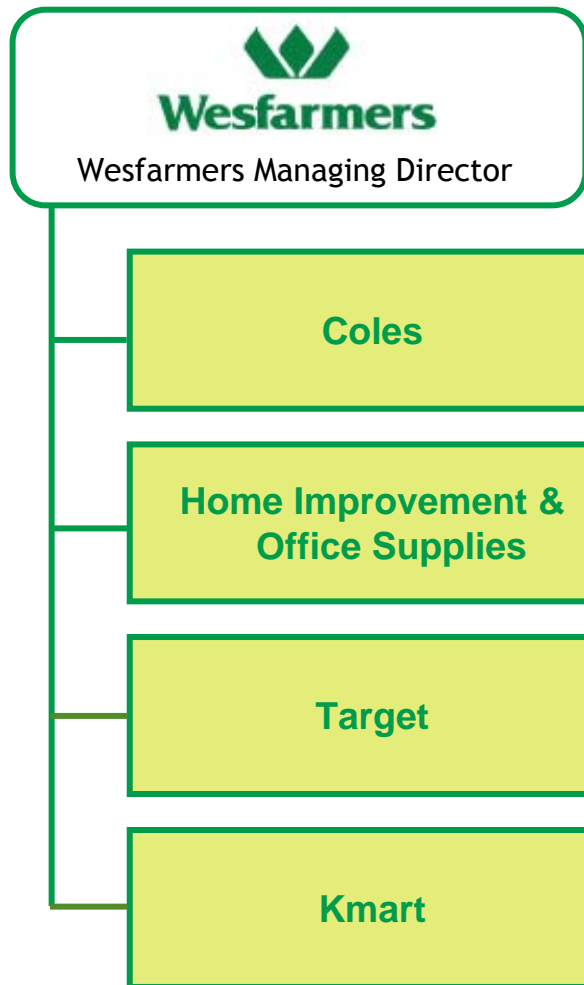 Wesfarmers
Wesfarmers Managing Director
Coles
Home Improvement &
Office Supplies
Target
Kmart